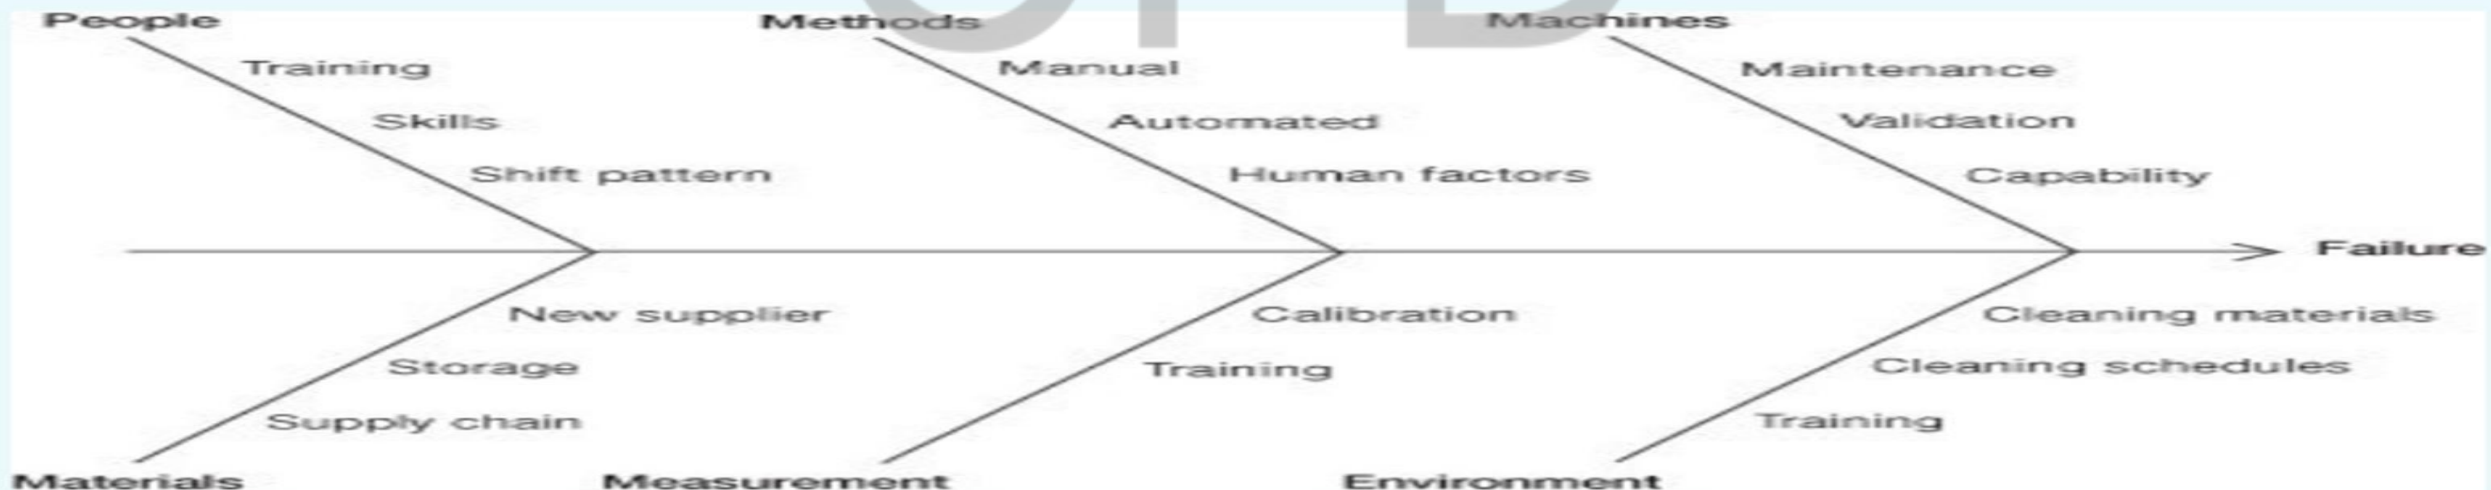 People
Methods
Machines
Training
Manual
Maintenance
Skills
Automated
Validation
Shift pattern
Human factors
Capability
Failure
New supplier
Calibration
Cleaning materials
Storage
Training
Cleaning schedules
Supply chain
Training
Materials
Measurement
Environment